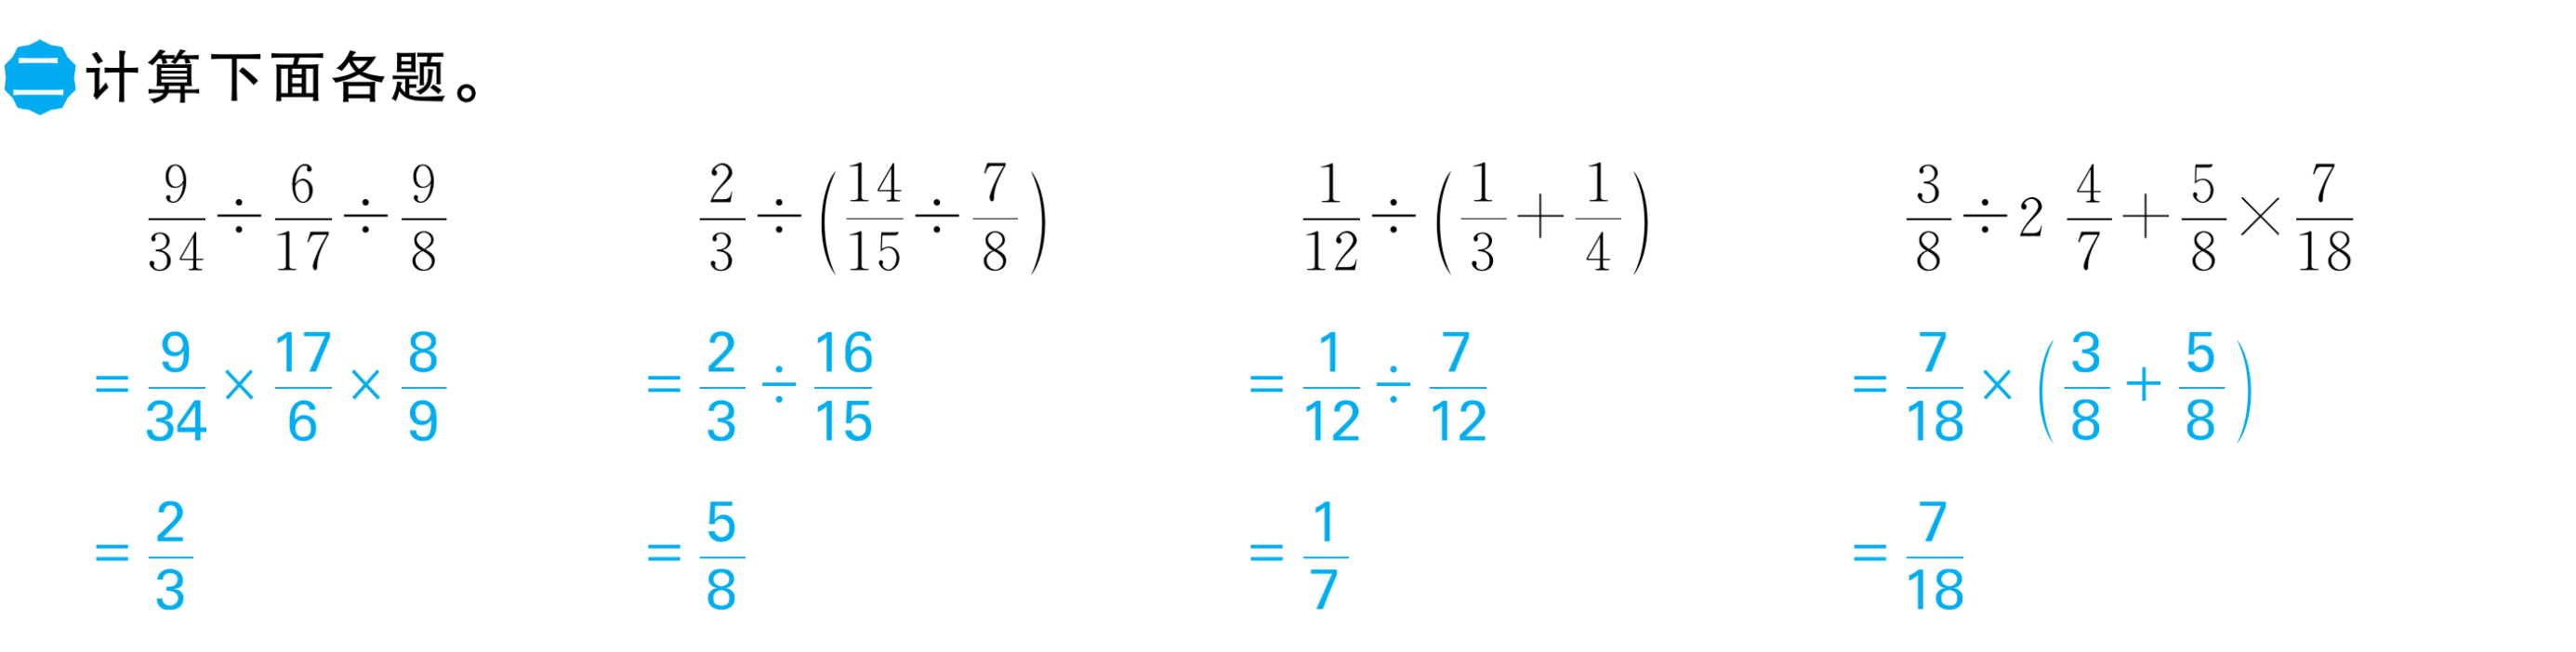 二 计算下面各题。
9/34 ÷ 6/17 ÷ 9/8    2/3 ÷ (14/15 ÷ 7/8)    1/12 ÷ (1/3 + 1/4)    3/8 ÷ 2 4/7 + 5/8 × 7/18
= 9/34 × 17/6 × 8/9    = 2/3 ÷ 16/15    = 1/12 ÷ 7/12    = 7/18 × (3/8 + 5/8)
= 2/3    = 5/8    = 1/7    = 7/18